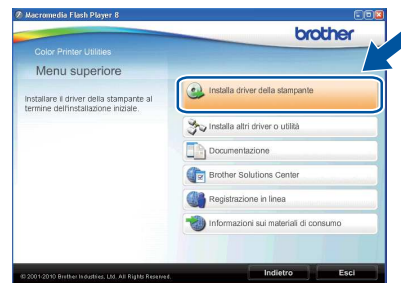 Macromedia Flash Player 8
brother
Color Printer Utilities
Menu superiore
Installare il driver della stampante al
termine dell'installazione iniziale.
Installa driver della stampante
Installa altri driver o utilità
Documentazione
Brother Solutions Center
Registrazione in linea
Informazioni sui materiali di consumo
© 2001-2010 Brother Industries, Ltd. All Rights Reserved.
Indietro
Esci